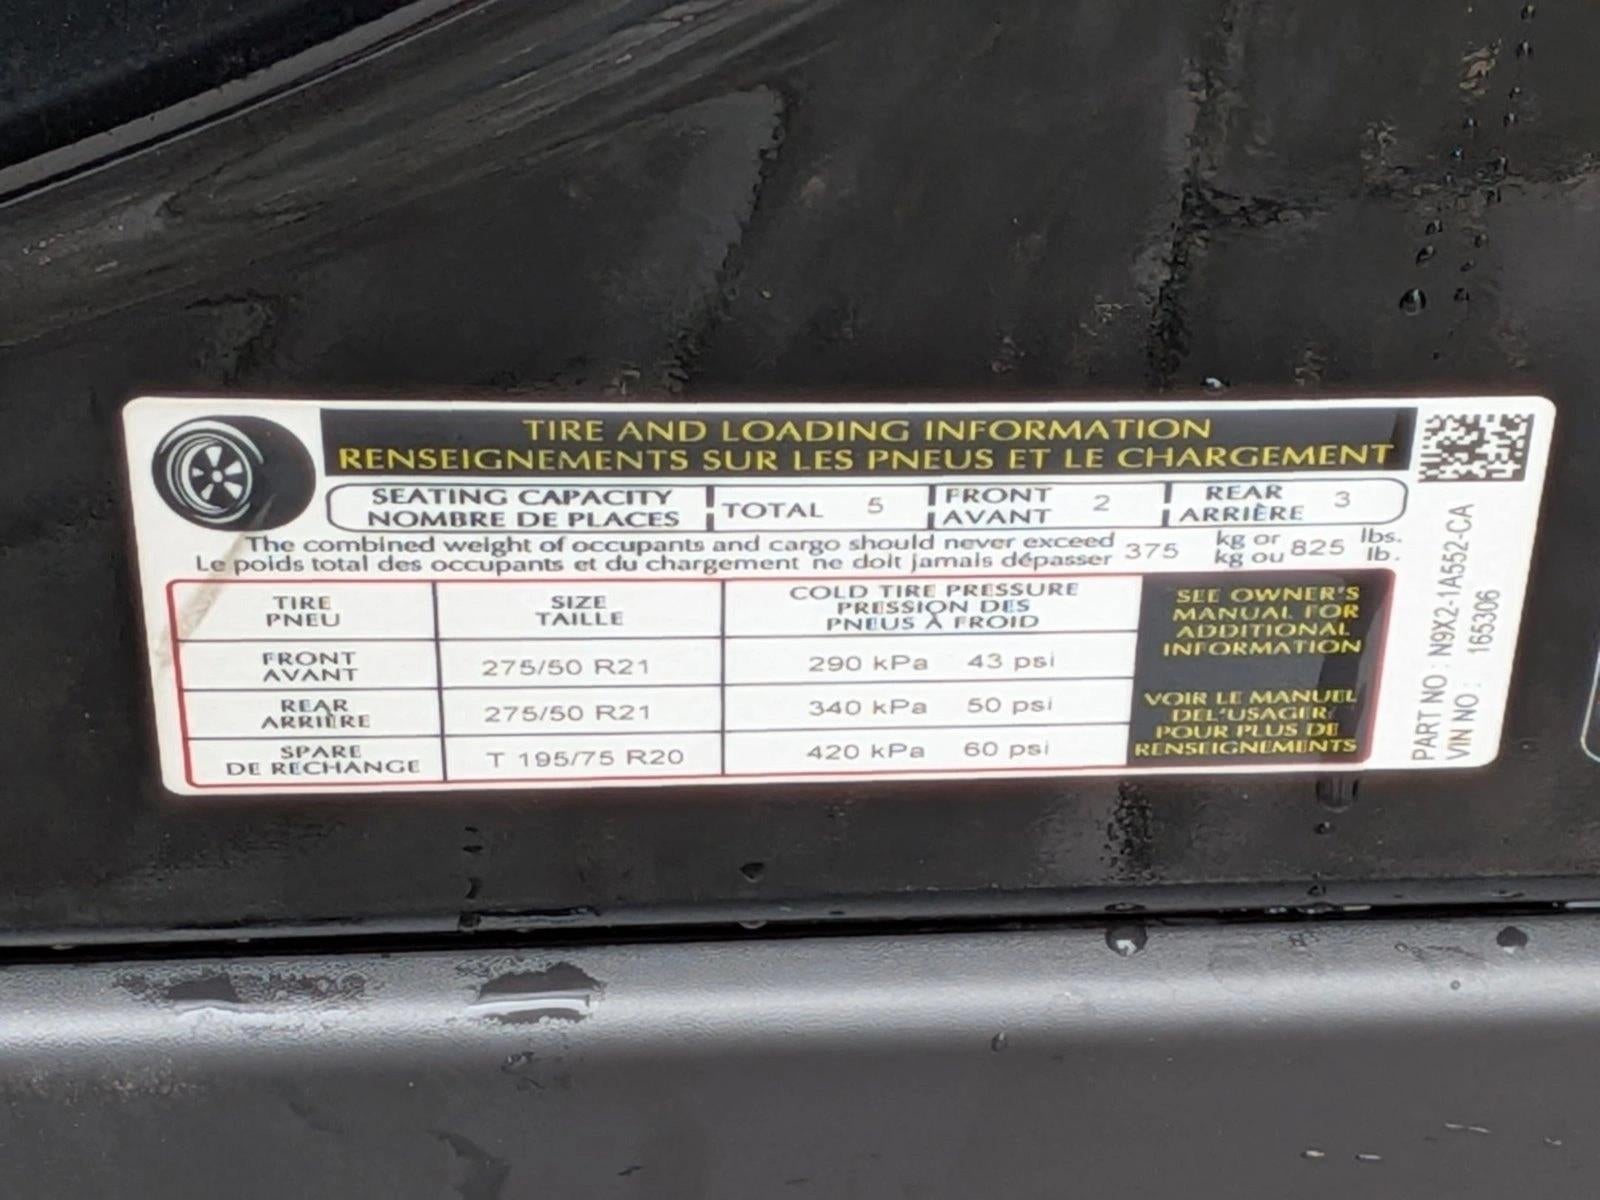 TIRE AND LOADING INFORMATION
RENSEIGNEMENTS SUR LES PNEUS ET LE CHARGEMENT
SEATING CAPACITY
NOMBRE DE PLACES
TOTAL 5
FRONT
AVANT
2
REAR
ARRIÈRE
3
The combined weight of occupants and cargo should never exceed
Le poids total des occupants et du chargement ne doit jamais dépasser
375
kg or
kg ou
825
lbs.
lb.
TIRE
PNEU
SIZE
TAILLE
COLD TIRE PRESSURE
PRESSION DES
PNEUS À FROID
FRONT
AVANT
275/50 R21
290 kPa 43 psi
REAR
ARRIÈRE
275/50 R21
340 kPa 50 psi
SPARE
DE RECHANGE
T 195/75 R20
420 kPa 60 psi
SEE OWNER'S
MANUAL FOR
ADDITIONAL
INFORMATION
VOIR LE MANUEL
DEL'USAGER
POUR PLUS DE
RENSEIGNEMENTS
PART NO : N9X2-1A552-CA
VIN NO : 165306